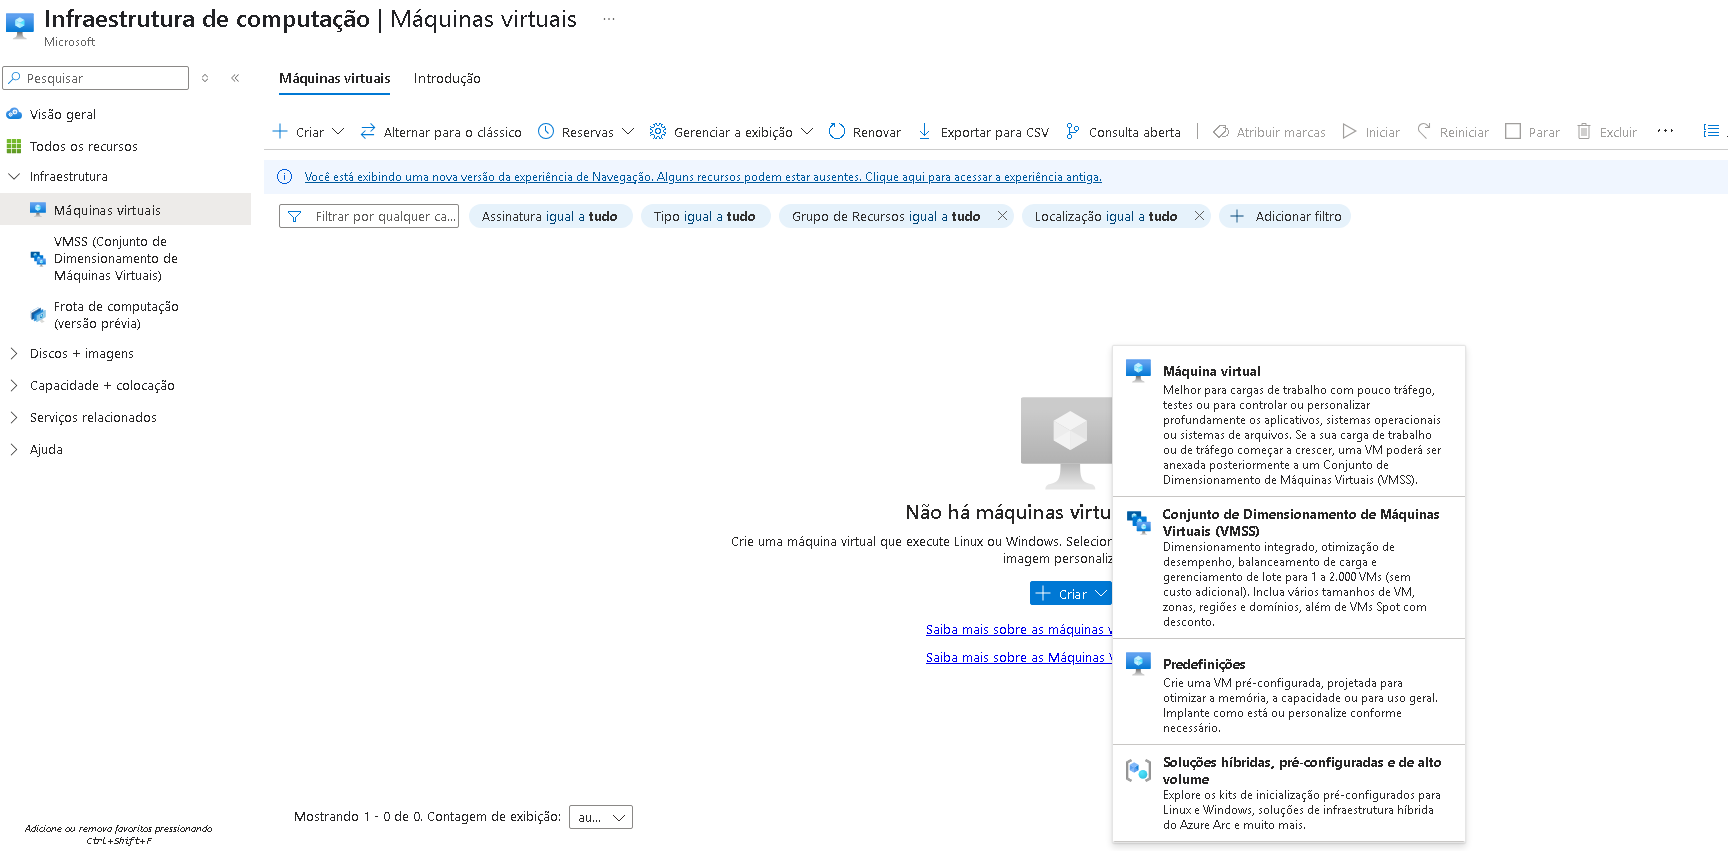 Infraestrutura de computação | Máquinas virtuais ...
Microsoft
Pesquisar
Visão geral
Todos os recursos
Infraestrutura
Máquinas virtuais
VMSS (Conjunto de
Dimensionamento de
Máquinas Virtuais)
Frota de computação
(versão prévia)
Discos + imagens
Capacidade + colocação
Serviços relacionados
Ajuda
Adicione ou remova favoritos pressionando
Ctrl+Shift+F
Máquinas virtuais Introdução
Criar Alternar para o clássico Reservas Gerenciar a exibição Renovar Exportar para CSV Consulta aberta Atribuir marcas Iniciar Reiniciar Parar Excluir ...
Você está exibindo uma nova versão da experiência de Navegação. Alguns recursos podem estar ausentes. Clique aqui para acessar a experiência antiga.
Filtrar por qualquer ca... Assinatura igual a tudo Tipo igual a tudo Grupo de Recursos igual a tudo Localização igual a tudo Adicionar filtro
Não há máquinas virtu
Crie uma máquina virtual que execute Linux ou Windows. Selecion
imagem personaliz
Criar
Saiba mais sobre as máquinas v
Saiba mais sobre as Máquinas V
Máquina virtual
Melhor para cargas de trabalho com pouco tráfego,
testes ou para controlar ou personalizar
profundamente os aplicativos, sistemas operacionais
ou sistemas de arquivos. Se a sua carga de trabalho
ou de tráfego começar a crescer, uma VM poderá ser
anexada posteriormente a um Conjunto de
Dimensionamento de Máquinas Virtuais (VMSS).
Conjunto de Dimensionamento de Máquinas
Virtuais (VMSS)
Dimensionamento integrado, otimização de
desempenho, balanceamento de carga e
gerenciamento de lote para 1 a 2.000 VMs (sem
custo adicional). Inclua vários tamanhos de VM,
zonas, regiões e domínios, além de VMs Spot com
desconto.
Predefinições
Crie uma VM pré-configurada, projetada para
otimizar a memória, a capacidade ou para uso geral.
Implante como está ou personalize conforme
necessário.
Soluções híbridas, pré-configuradas e de alto
volume
Explore os kits de inicialização pré-configurados para
Linux e Windows, soluções de infraestrutura híbrida
do Azure Arc e muito mais.
Mostrando 1 - 0 de 0. Contagem de exibição: au...